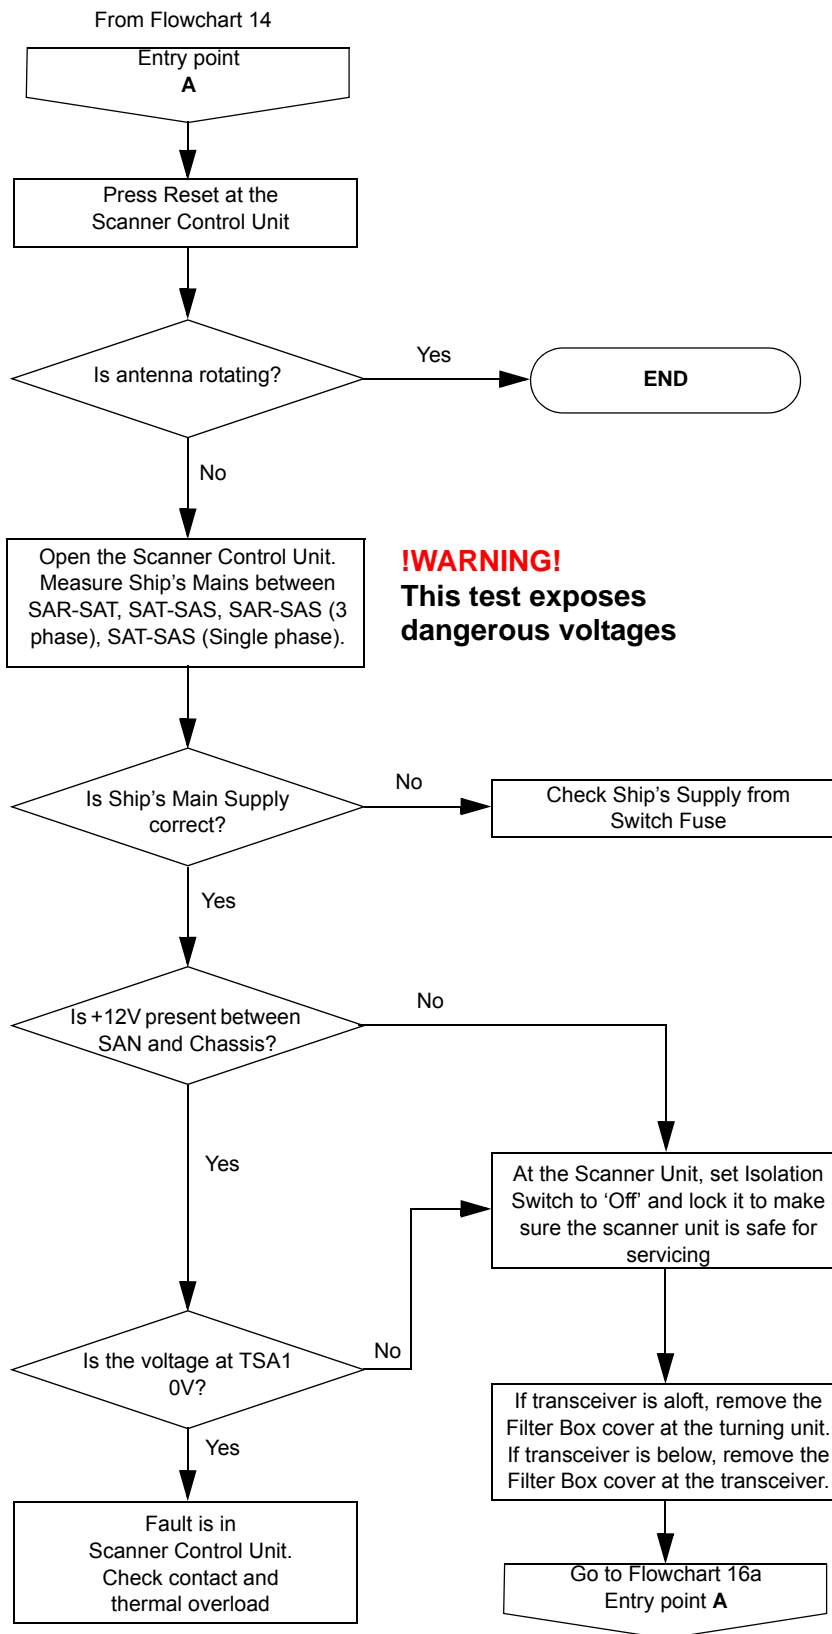 From Flowchart 14
Entry point
A
Press Reset at the
Scanner Control Unit
Is antenna rotating?
Yes
END
No
Open the Scanner Control Unit.
Measure Ship's Mains between
SAR-SAT, SAT-SAS, SAR-SAS (3
phase), SAT-SAS (Single phase).
!WARNING!
This test exposes
dangerous voltages
Is Ship's Main Supply
correct?
No
Check Ship's Supply from
Switch Fuse
Yes
Is +12V present between
SAN and Chassis?
No
Yes
At the Scanner Unit, set Isolation
Switch to ‘Off’ and lock it to make
sure the scanner unit is safe for
servicing
Is the voltage at TSA1
0V?
No
Yes
If transceiver is aloft, remove the
Filter Box cover at the turning unit.
If transceiver is below, remove the
Filter Box cover at the transceiver.
Fault is in
Scanner Control Unit.
Check contact and
thermal overload
Go to Flowchart 16a
Entry point A